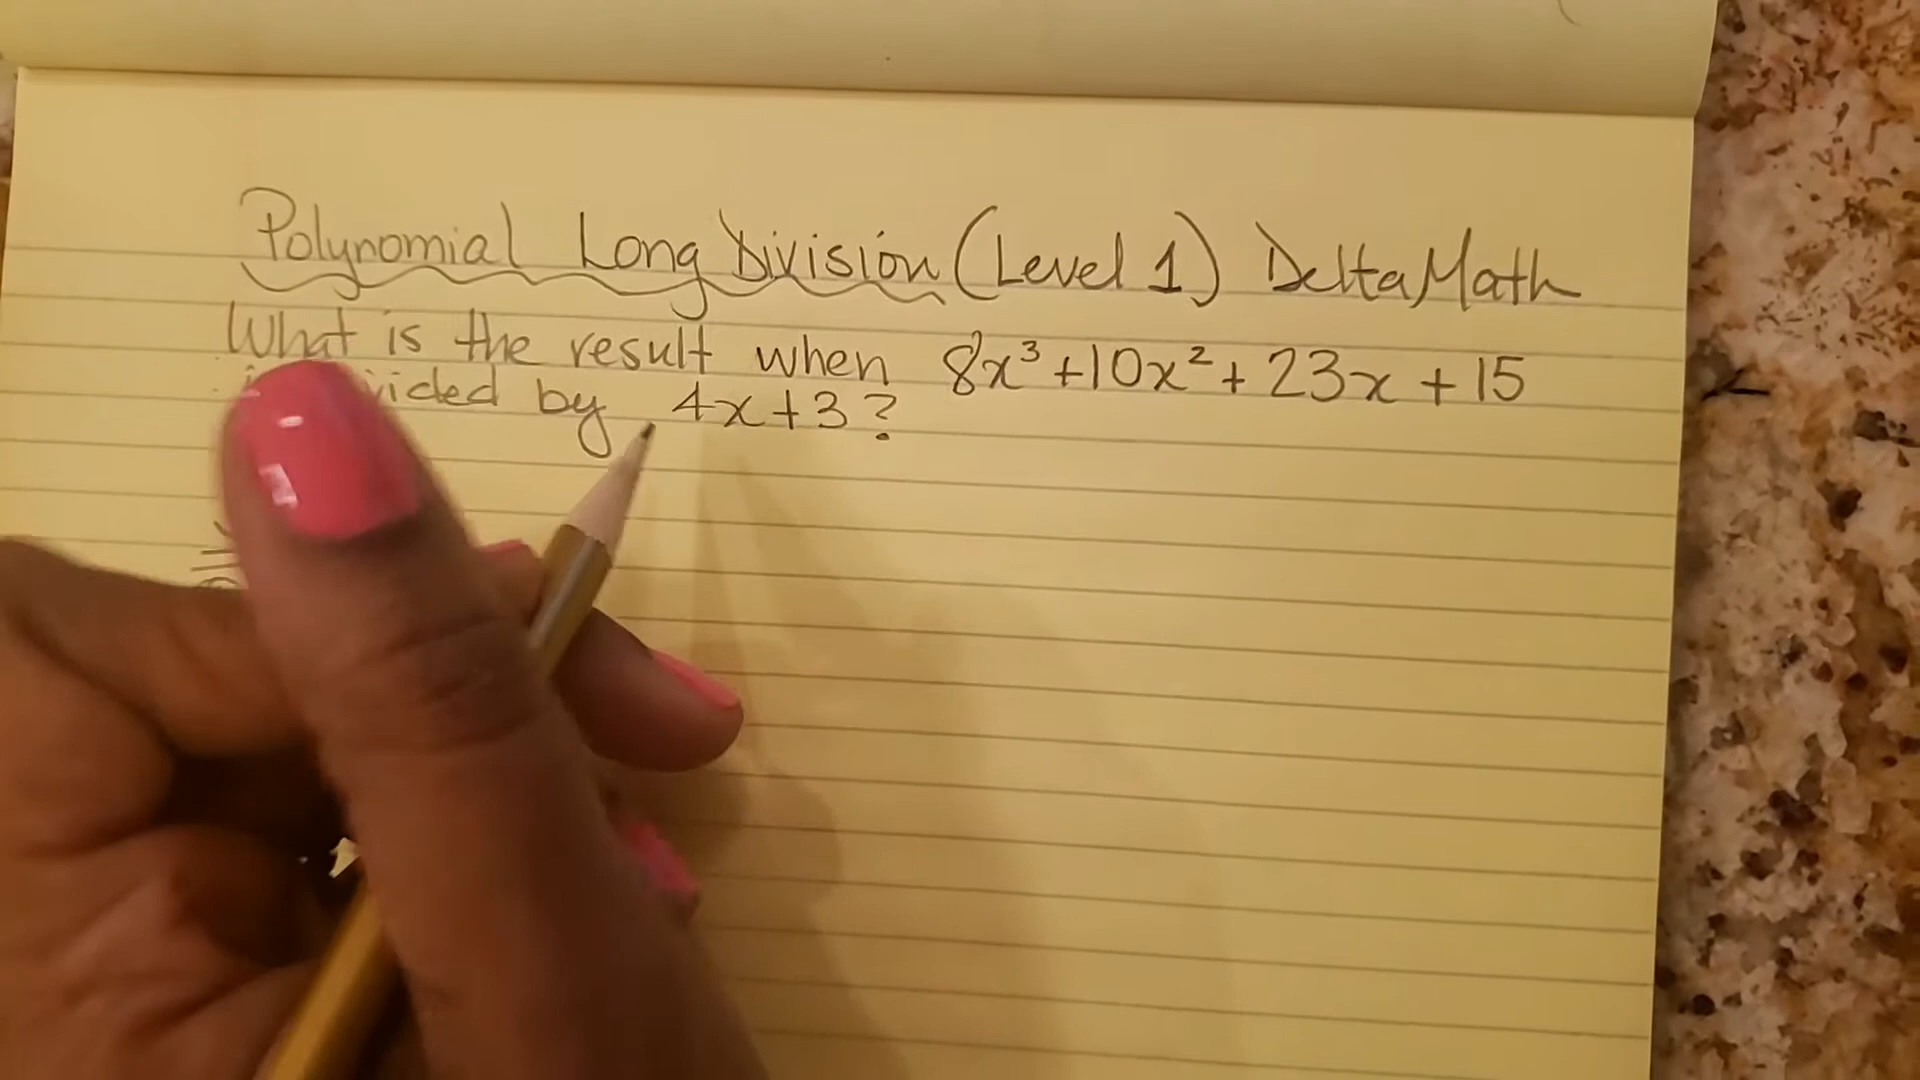 Polynomial Long Division (Level 1) DeltaMath
What is the result when 8x³+10x²+23x+15
by 4x+3?